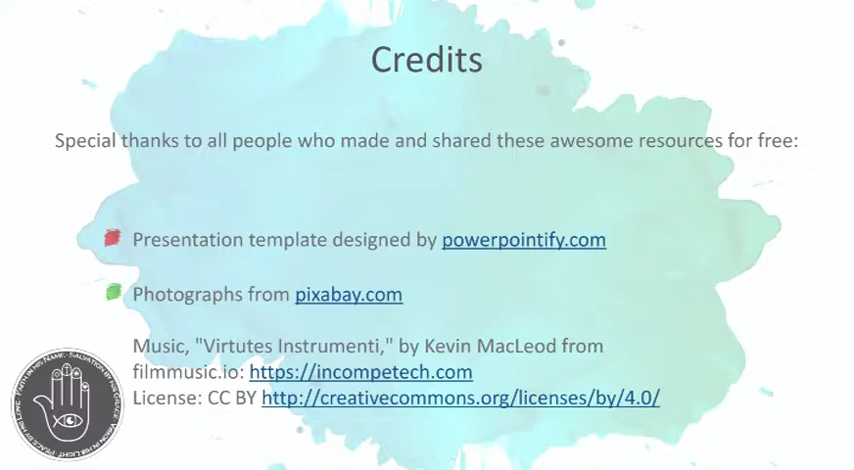 Credits
Special thanks to all people who made and shared these awesome resources for free:
Presentation template designed by powerpointify.com
Photographs from pixabay.com
Music, "Virtutes Instrumenti," by Kevin MacLeod from
filmmusic.io: https://incompetech.com
License: CC BY http://creativecommons.org/licenses/by/4.0/